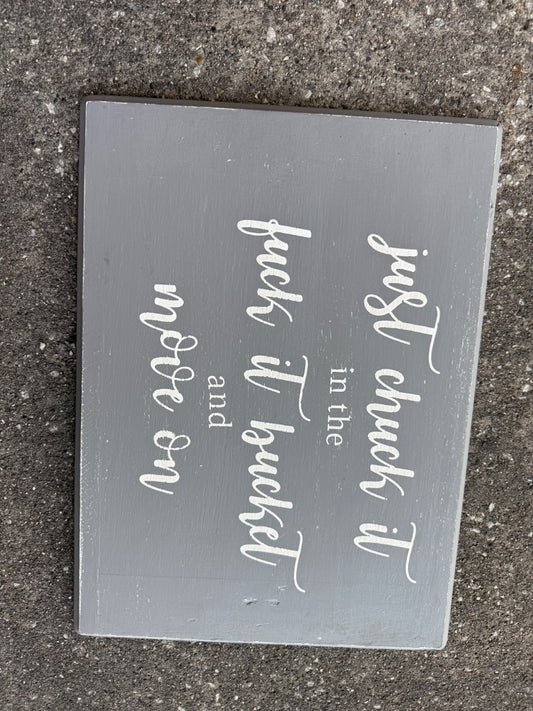 just chuck it
in the
fuck it bucket
and
move on